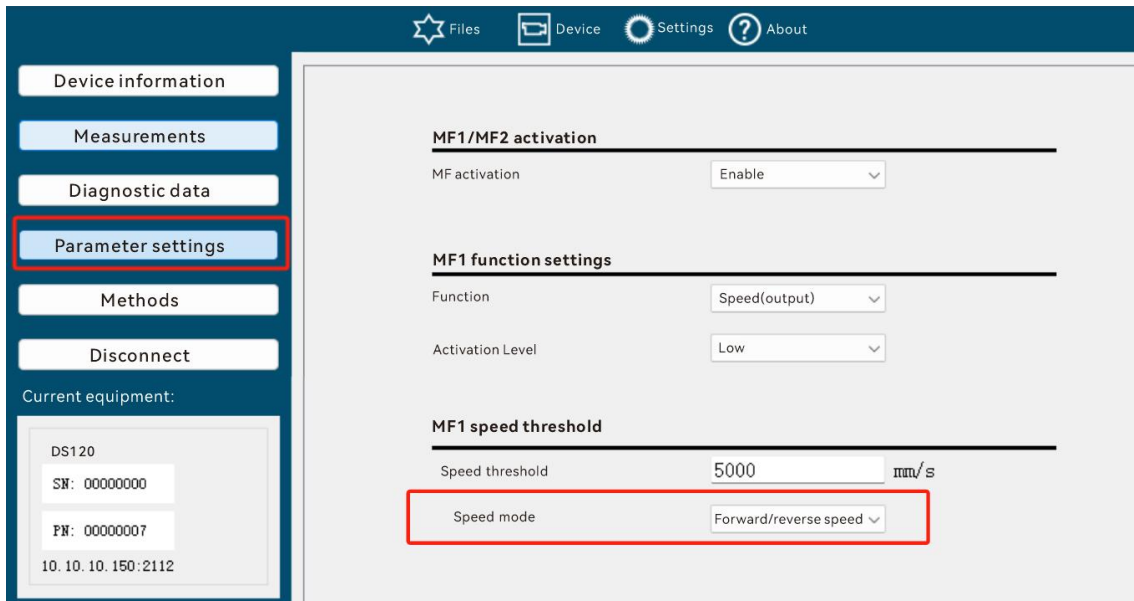 Files Device Settings ? About
Device information
Measurements
Diagnostic data
Parameter settings
Methods
Disconnect
Current equipment:
DS120
SN: 00000000
PN: 00000007
10.10.10.150:2112
MF1/MF2 activation
MF activation Enable
MF1 function settings
Function Speed(output)
Activation Level Low
MF1 speed threshold
Speed threshold 5000 mm/s
Speed mode Forward/reverse speed